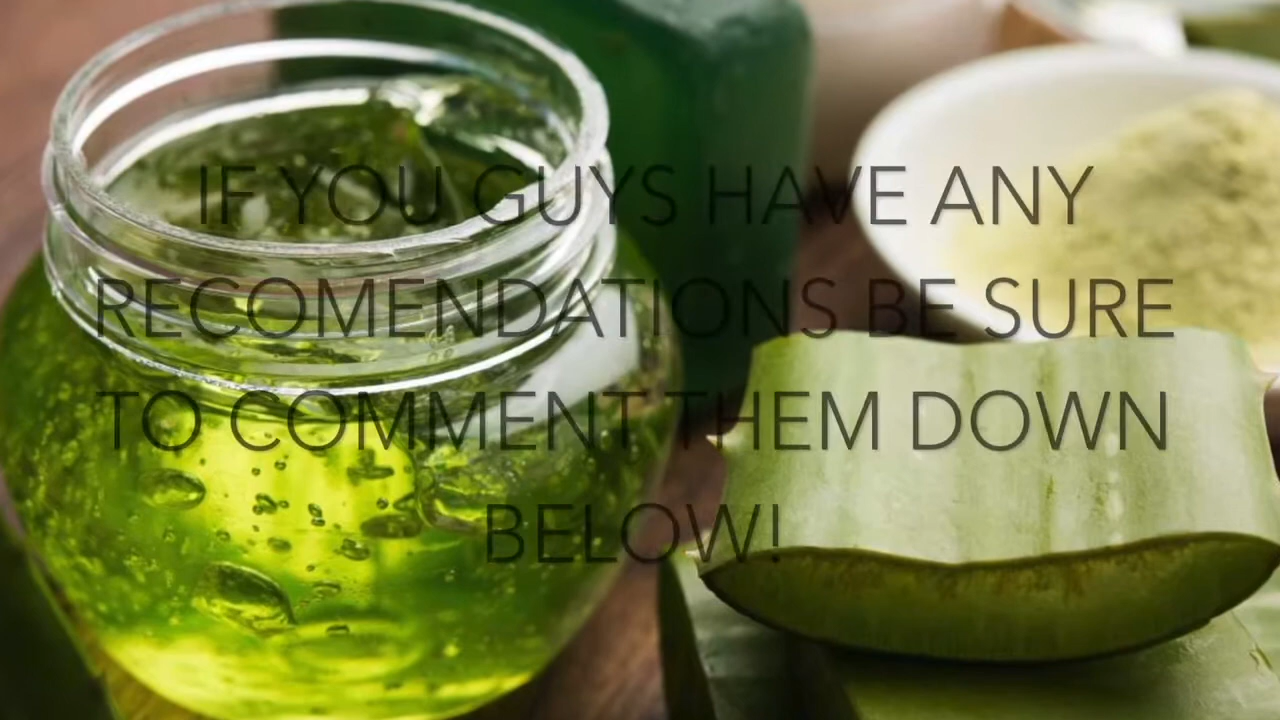 IF YOU GUYS HAVE ANY
RECOMENDATIONS BE SURE
TO COMMENT THEM DOWN
BELOW!